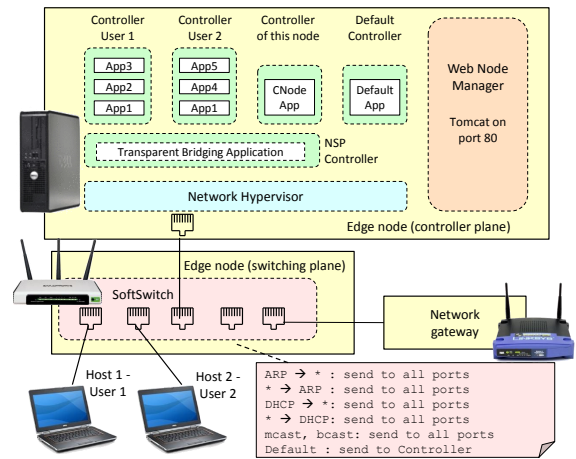 Controller
User 1
Controller
User 2
Controller
of this node
Default
Controller
App3
App2
App1
App5
App4
App1
CNode
App
Default
App
Web Node
Manager
Tomcat on
port 80
Transparent Bridging Application
NSP
Controller
Network Hypervisor
Edge node (controller plane)
Edge node (switching plane)
SoftSwitch
Network
gateway
LINKSYS
Host 1 -
User 1
Host 2 -
User 2
ARP → * : send to all ports
* → ARP : send to all ports
DHCP → *: send to all ports
* → DHCP: send to all ports
mcast, bcast: send to all ports
Default : send to Controller